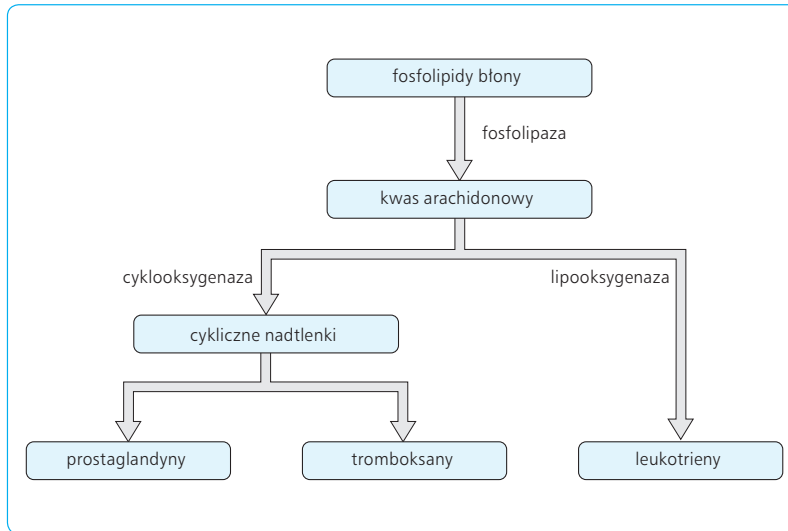 fosfolipidy błony
fosfolipaza
kwas arachidonowy
cyklooksygenaza
lipooksygenaza
cykliczne nadtlenki
prostaglandyny
tromboksany
leukotrieny